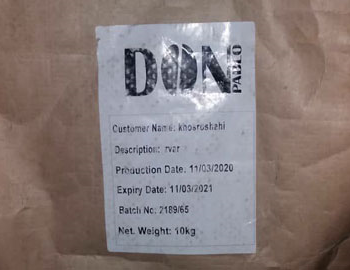 DON
PABLO
Customer Name: khosrushahi
Description: rvar
Production Date: 11/03/2020
Expiry Date: 11/03/2021
Batch No: 2189/65
Net. Weight: 10kg